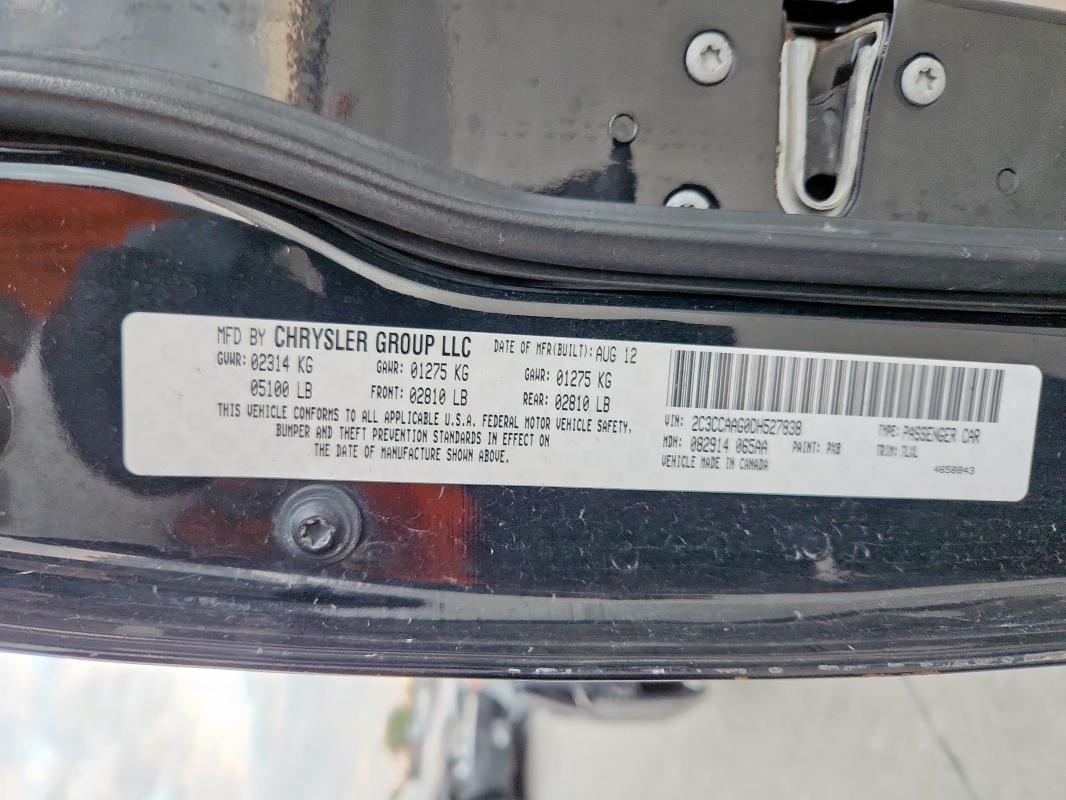 MFD BY CHRYSLER GROUP LLC DATE OF MFR(BUILT): AUG 12
GVWR: 02314 KG GAWR: 01275 KG GAWR: 01275 KG
05100 LB FRONT: 02810 LB REAR: 02810 LB
THIS VEHICLE CONFORMS TO ALL APPLICABLE U.S.A. FEDERAL MOTOR VEHICLE SAFETY,
BUMPER AND THEFT PREVENTION STANDARDS IN EFFECT ON
THE DATE OF MANUFACTURE SHOWN ABOVE.
VIN: 2C3CCAAG0DH527838 TYPE: PASSENGER CAR
MDH: 082914 065AA PAINT: PX8 TRIM:
VEHICLE MADE IN CANADA 4658843